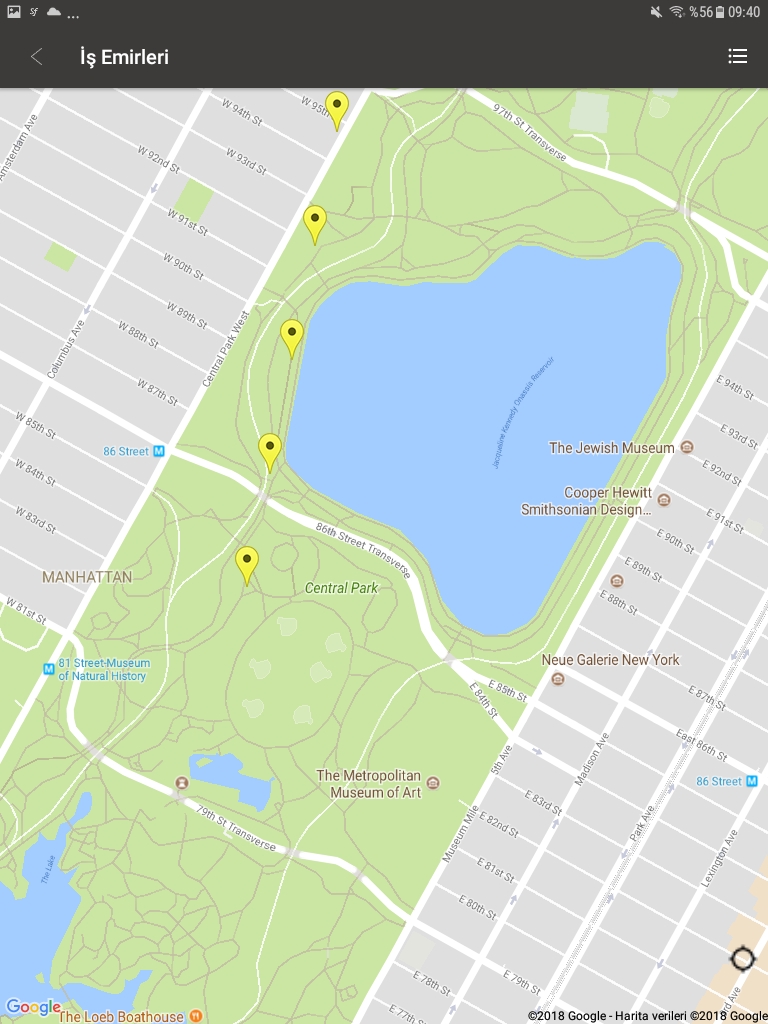 %56 09:40
İş Emirleri
W 95th
W 94th St
97th St Transverse
Amsterdam Ave
W 93rd St
W 92nd St
W 91st St
W 90th St
W 89th St
W 88th St
Central Park West
Columbus Ave
W 87th St
Jacqueline Kennedy Onassis Reservoir
E 94th St
W 85th St
86 Street M
E 93rd St
The Jewish Museum
W 84th St
E 92nd St
Cooper Hewitt
Smithsonian Design...
W 83rd St
E 91st St
86th Street Transverse
E 90th St
E 89th St
MANHATTAN
Central Park
E 88th St
W 81st St
M 81 Street-Museum
of Natural History
Neue Galerie New York
E 85th St
E 84th St
E 87th St
East 86th St
5th Ave
Madison Ave
The Metropolitan
Museum of Art
86 Street M
E 83rd St
79th St Transverse
Museum Mile
E 82nd St
Park Ave
Lexington Ave
The Lake
E 81st St
E 80th St
E 79th St
E 78th St
E 77th St
rd Ave
Google
The Loeb Boathouse
©2018 Google - Harita verileri ©2018 Google